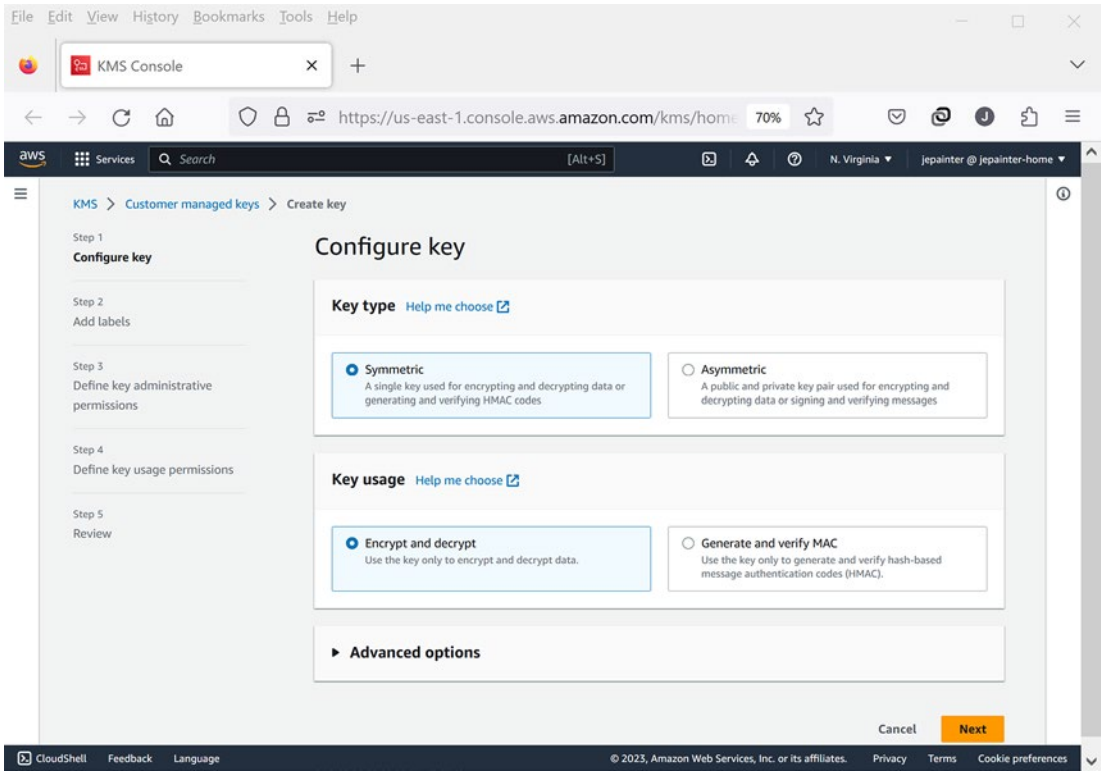 File Edit View History Bookmarks Tools Help
KMS Console
https://us-east-1.console.aws.amazon.com/kms/home 70%
J
aws Services Search [Alt+S] N. Virginia jepainter @ jepainter-home
KMS > Customer managed keys > Create key
Step 1
Configure key
Step 2
Add labels
Step 3
Define key administrative
permissions
Step 4
Define key usage permissions
Step 5
Review
Configure key
Key type Help me choose
Symmetric
A single key used for encrypting and decrypting data or
generating and verifying HMAC codes
Asymmetric
A public and private key pair used for encrypting and
decrypting data or signing and verifying messages
Key usage Help me choose
Encrypt and decrypt
Use the key only to encrypt and decrypt data.
Generate and verify MAC
Use the key only to generate and verify hash-based
message authentication codes (HMAC).
Advanced options
Cancel Next
CloudShell Feedback Language © 2023, Amazon Web Services, Inc. or its affiliates. Privacy Terms Cookie preferences